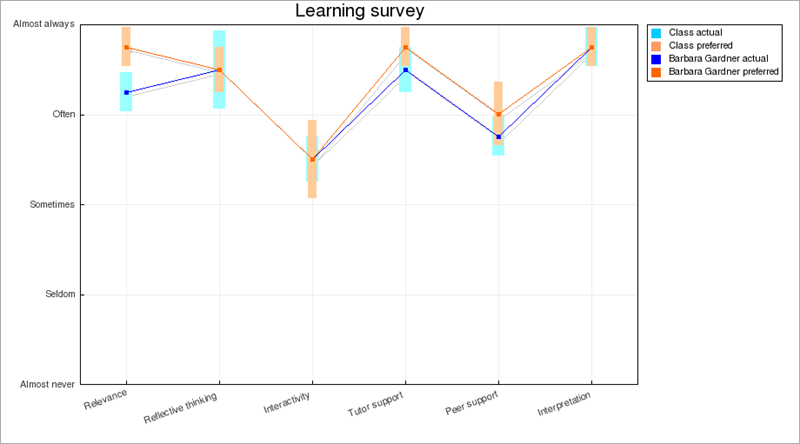 Learning survey
Almost always
Often
Sometimes
Seldom
Almost never
Relevance
Reflective thinking
Interactivity
Tutor support
Peer support
Interpretation
Class actual
Class preferred
Barbara Gardner actual
Barbara Gardner preferred